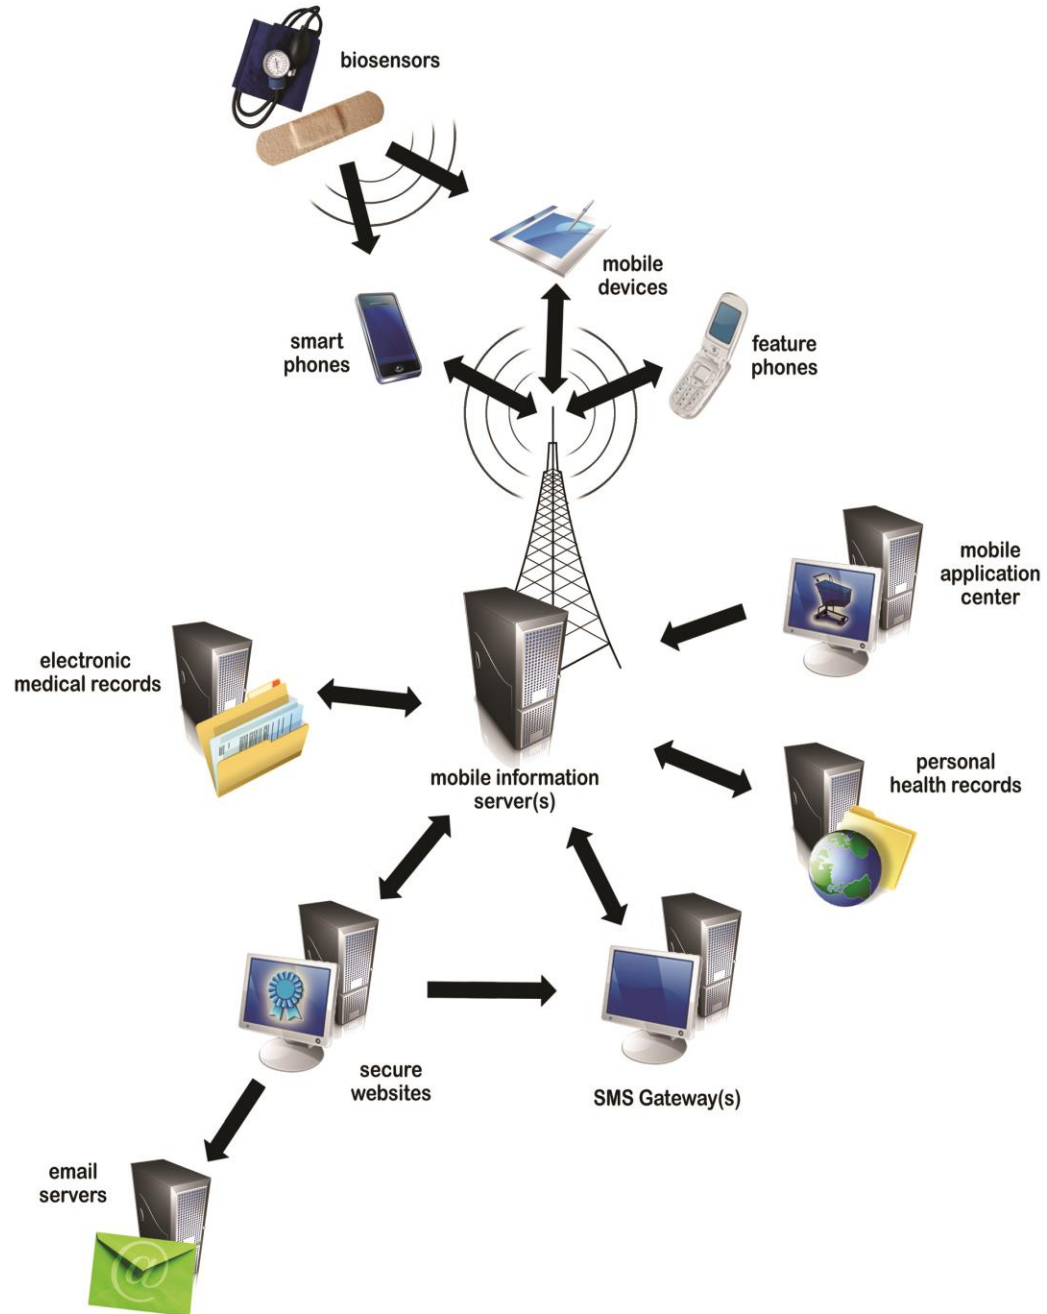 biosensors
mobile
devices
smart
phones
feature
phones
mobile
application
center
electronic
medical records
personal
health records
mobile information
server(s)
secure
websites
SMS Gateway(s)
email
servers
@